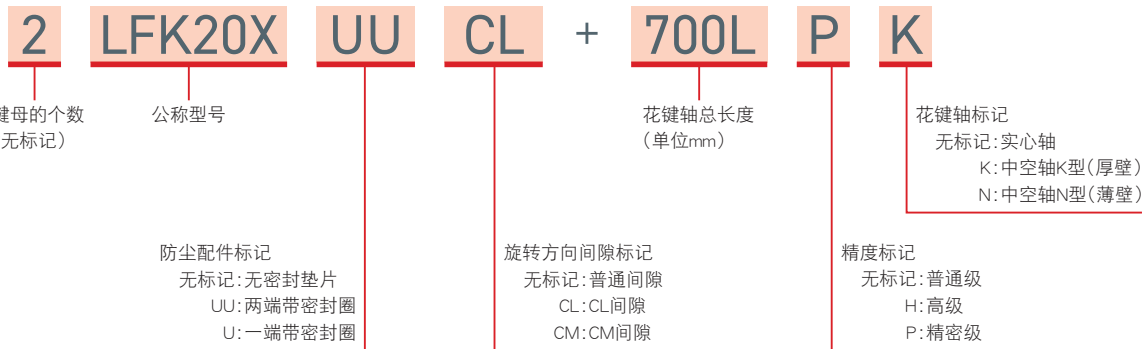 2 LFK20X UU CL + 700L P K
键母的个数
无标记)
公称型号
花键轴总长度
(单位mm)
花键轴标记
无标记:实心轴
K:中空轴K型(厚壁)
N:中空轴N型(薄壁)
防尘配件标记
无标记:无密封垫片
UU:两端带密封圈
U:一端带密封圈
旋转方向间隙标记
无标记:普通间隙
CL:CL间隙
CM:CM间隙
精度标记
无标记:普通级
H:高级
P:精密级